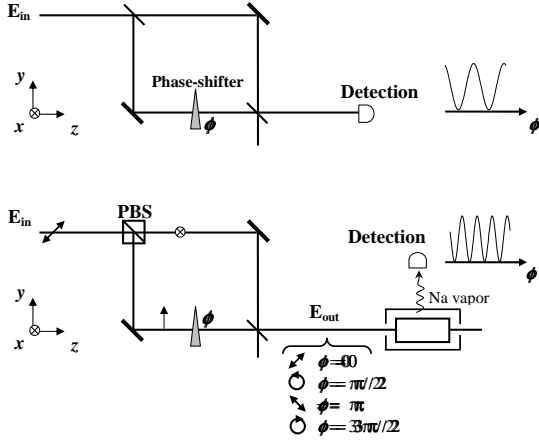 E_in
y
Phase-shifter
Detection
x
z
ϕ
ϕ
E_in
PBS
Detection
y
ϕ
Na vapor
ϕ
E_out
x
z
ϕ=0
ϕ= π/2
ϕ= π
ϕ= 3π/2